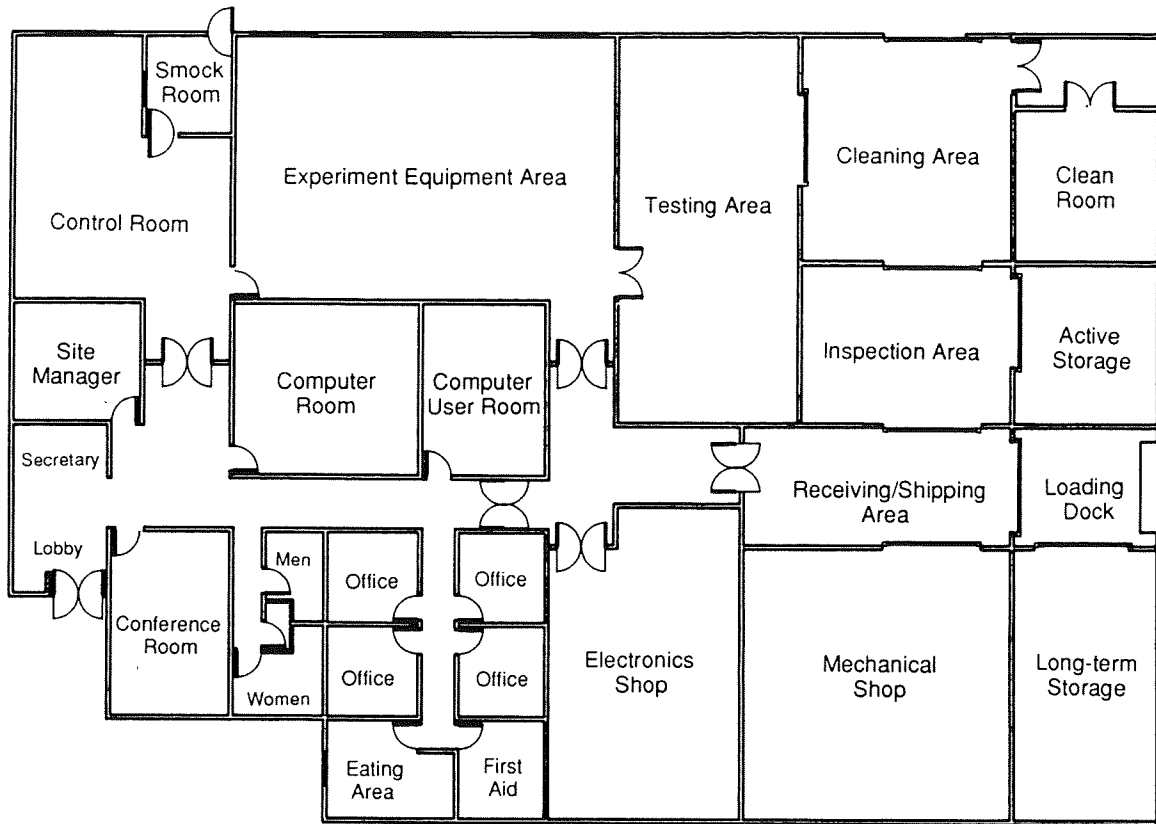 Smock
Room
Experiment Equipment Area
Testing Area
Cleaning Area
Clean
Room
Control Room
Site
Manager
Computer
Room
Computer
User Room
Inspection Area
Active
Storage
Secretary
Lobby
Receiving/Shipping
Area
Loading
Dock
Conference
Room
Men
Women
Office
Office
Office
Office
Eating
Area
First
Aid
Electronics
Shop
Mechanical
Shop
Long-term
Storage